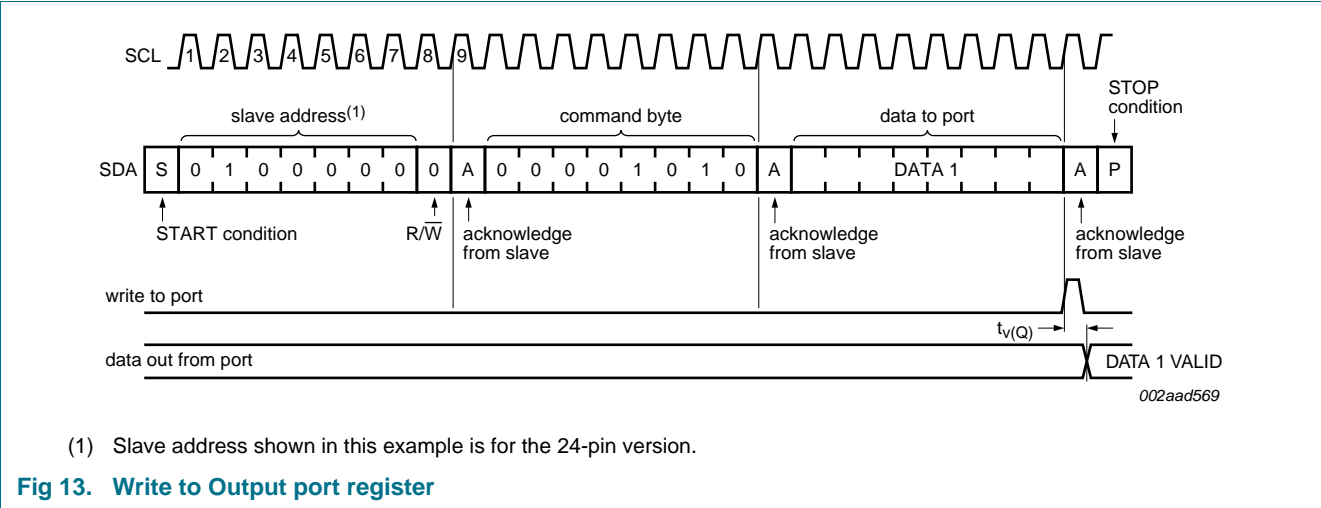 SCL 1 2 3 4 5 6 7 8 9
STOP
condition
slave address(1) command byte data to port
SDA S 0 1 0 0 0 0 0 0 A 0 0 0 0 1 0 1 0 A DATA 1 A P
START condition R/W̅ acknowledge acknowledge acknowledge
from slave from slave from slave
write to port
tv(Q)
data out from port DATA 1 VALID
002aad569
(1) Slave address shown in this example is for the 24-pin version.
Fig 13. Write to Output port register